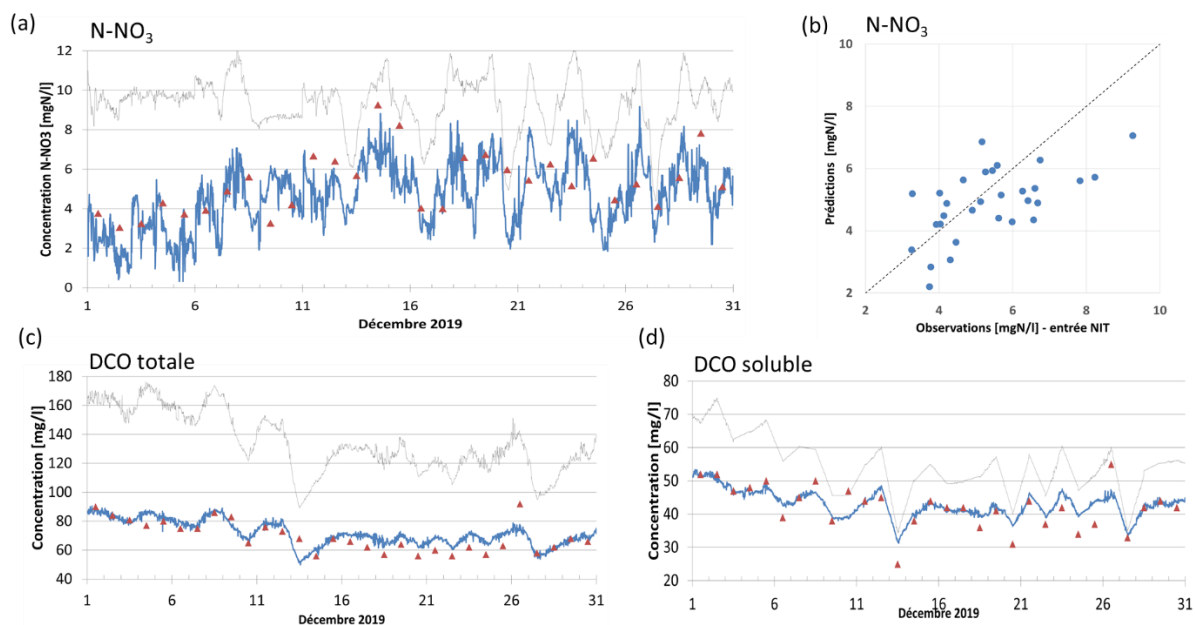 (a) N-NO3
Concentration N-NO3 [mgN/l]
12
10
8
6
4
2
0
1 6 11 16 21 26 31
Décembre 2019
(b) N-NO3
Prédictions [mgN/l]
10
8
6
4
2
2 4 6 8 10
Observations [mgN/l] - entrée NIT
(c) DCO totale
Concentration [mg/l]
180
160
140
120
100
80
60
40
1 6 11 16 21 26 31
Décembre 2019
(d) DCO soluble
Concentration [mg/l]
80
70
60
50
40
30
20
1 6 11 16 21 26 31
Décembre 2019